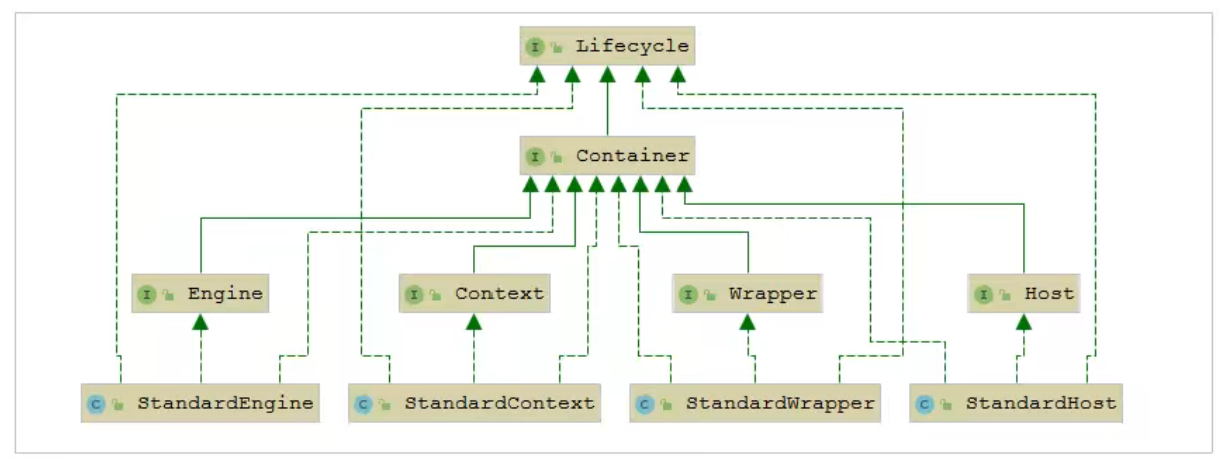 I Lifecycle
I Container
I Engine
I Context
I Wrapper
I Host
C StandardEngine
C StandardContext
C StandardWrapper
C StandardHost